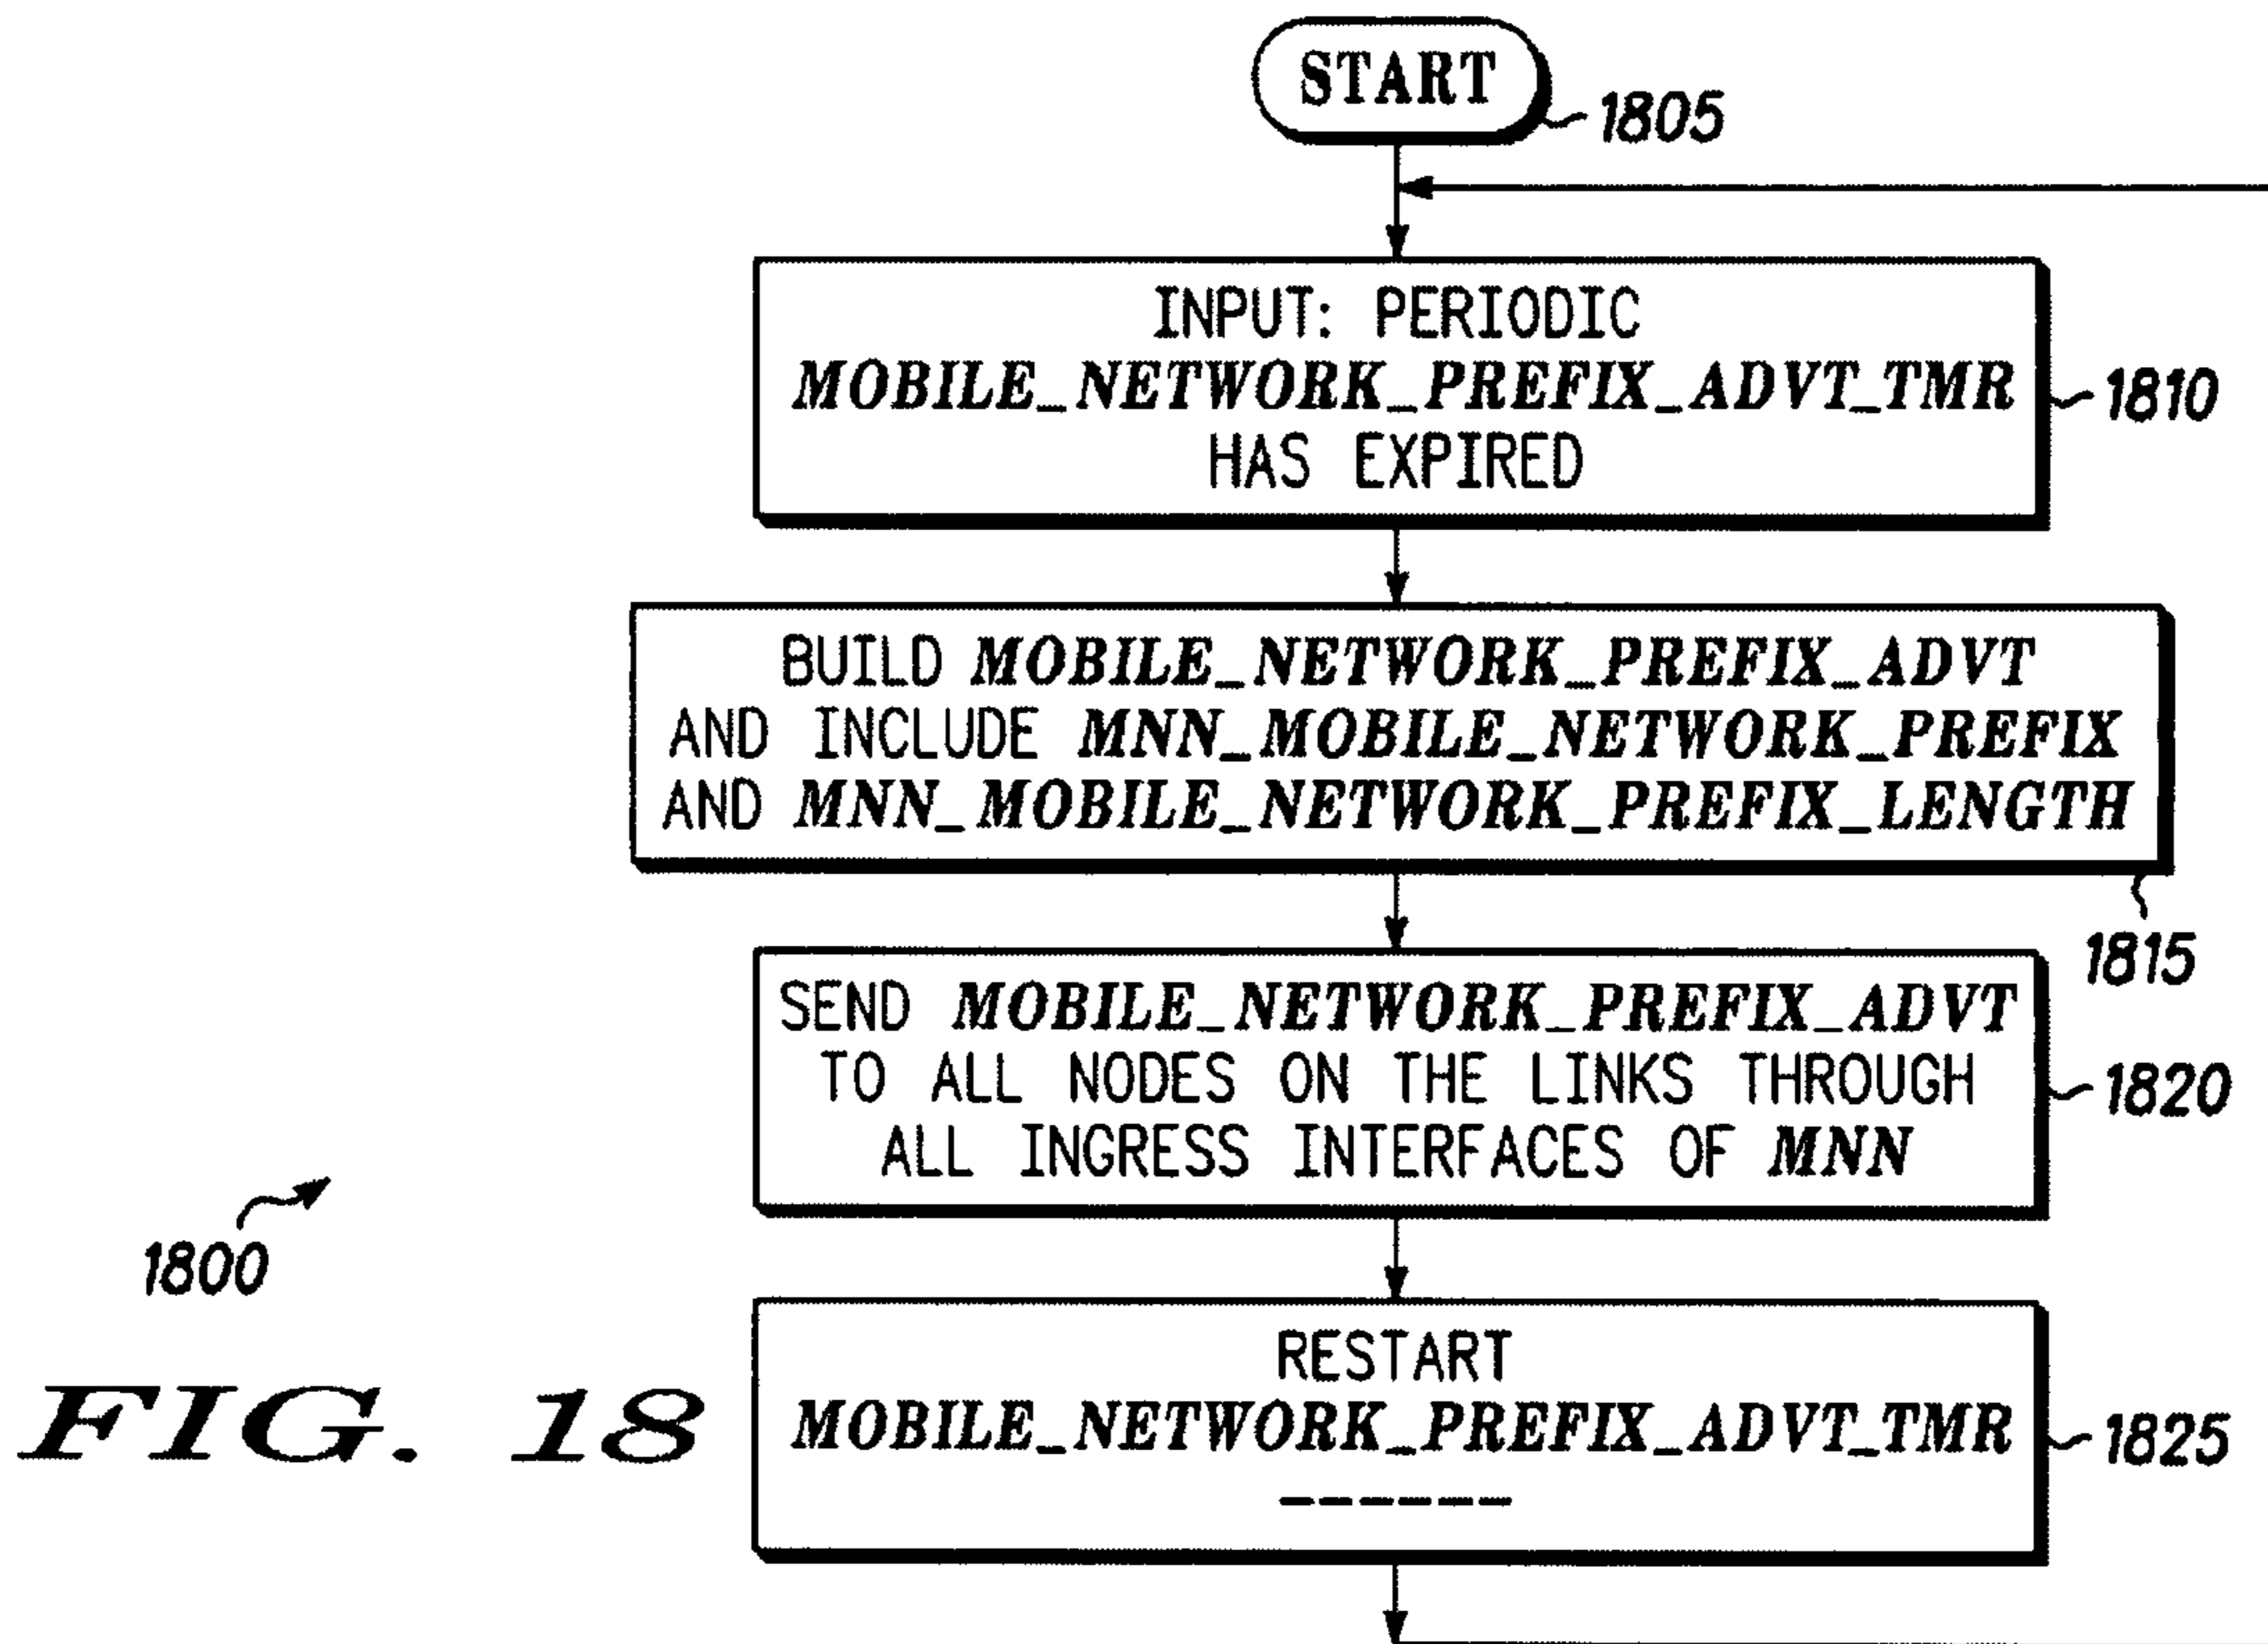 START
1805
INPUT: PERIODIC
MOBILE_NETWORK_PREFIX_ADVT_TMR
HAS EXPIRED
1810
BUILD MOBILE_NETWORK_PREFIX_ADVT
AND INCLUDE MNN_MOBILE_NETWORK_PREFIX
AND MNN_MOBILE_NETWORK_PREFIX_LENGTH
1815
SEND MOBILE_NETWORK_PREFIX_ADVT
TO ALL NODES ON THE LINKS THROUGH
ALL INGRESS INTERFACES OF MNN
1820
RESTART
MOBILE_NETWORK_PREFIX_ADVT_TMR
------
1825
1800
FIG. 18